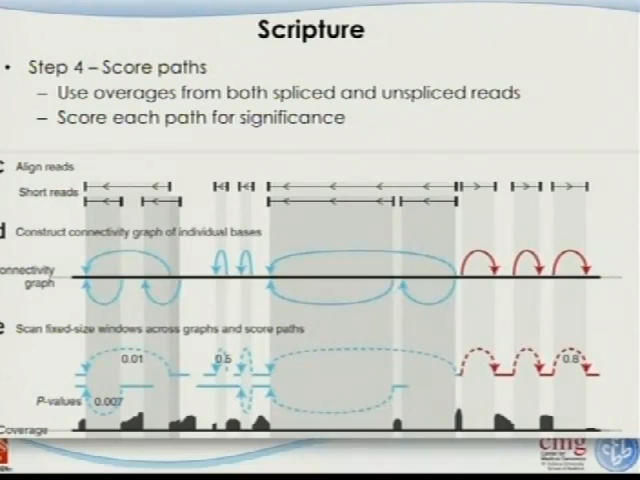 Scripture
• Step 4 – Score paths
– Use overages from both spliced and unspliced reads
– Score each path for significance
c Align reads
Short reads
d Construct connectivity graph of individual bases
onnectivity
graph
e Scan fixed-size windows across graphs and score paths
0.01 0.5 0.8
P-values 0.007
Coverage
cmg